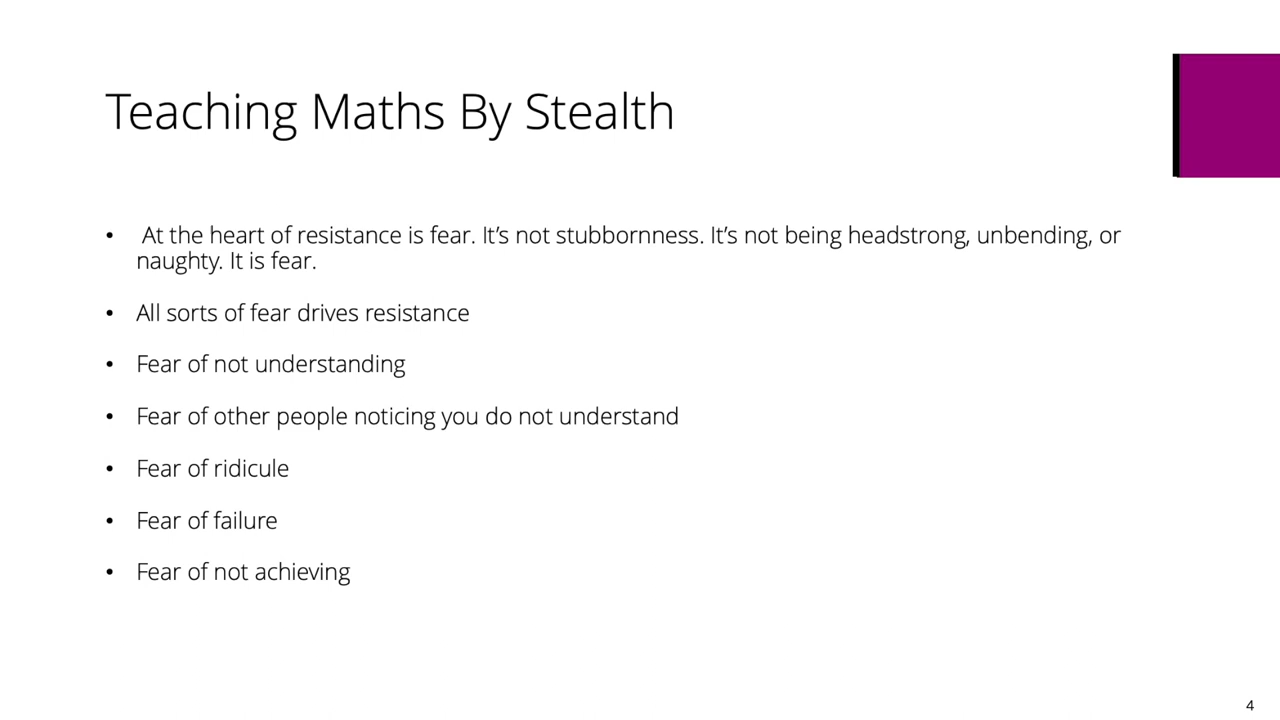 Teaching Maths By Stealth
• At the heart of resistance is fear. It’s not stubbornness. It’s not being headstrong, unbending, or
naughty. It is fear.
• All sorts of fear drives resistance
• Fear of not understanding
• Fear of other people noticing you do not understand
• Fear of ridicule
• Fear of failure
• Fear of not achieving
4